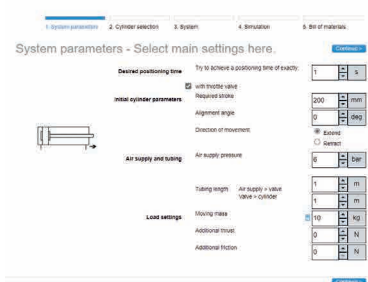 1. System parameters 2. Cylinder selection 3. System 4. Simulation 5. Bill of materials
System parameters - Select main settings here.
Continue >
Desired positioning time Try to achieve a positioning time of exactly 1 s
with throttle valve
Initial cylinder parameters Required stroke 200 mm
Alignment angle 0 deg
Direction of movement Extend
Retract
Air supply and tubing Air supply pressure 6 bar
Tubing length Air supply > valve 1 m
Valve > cylinder 1 m
Load settings Moving mass 10 kg
Additional thrust 0 N
Additional friction 0 N
Continue >